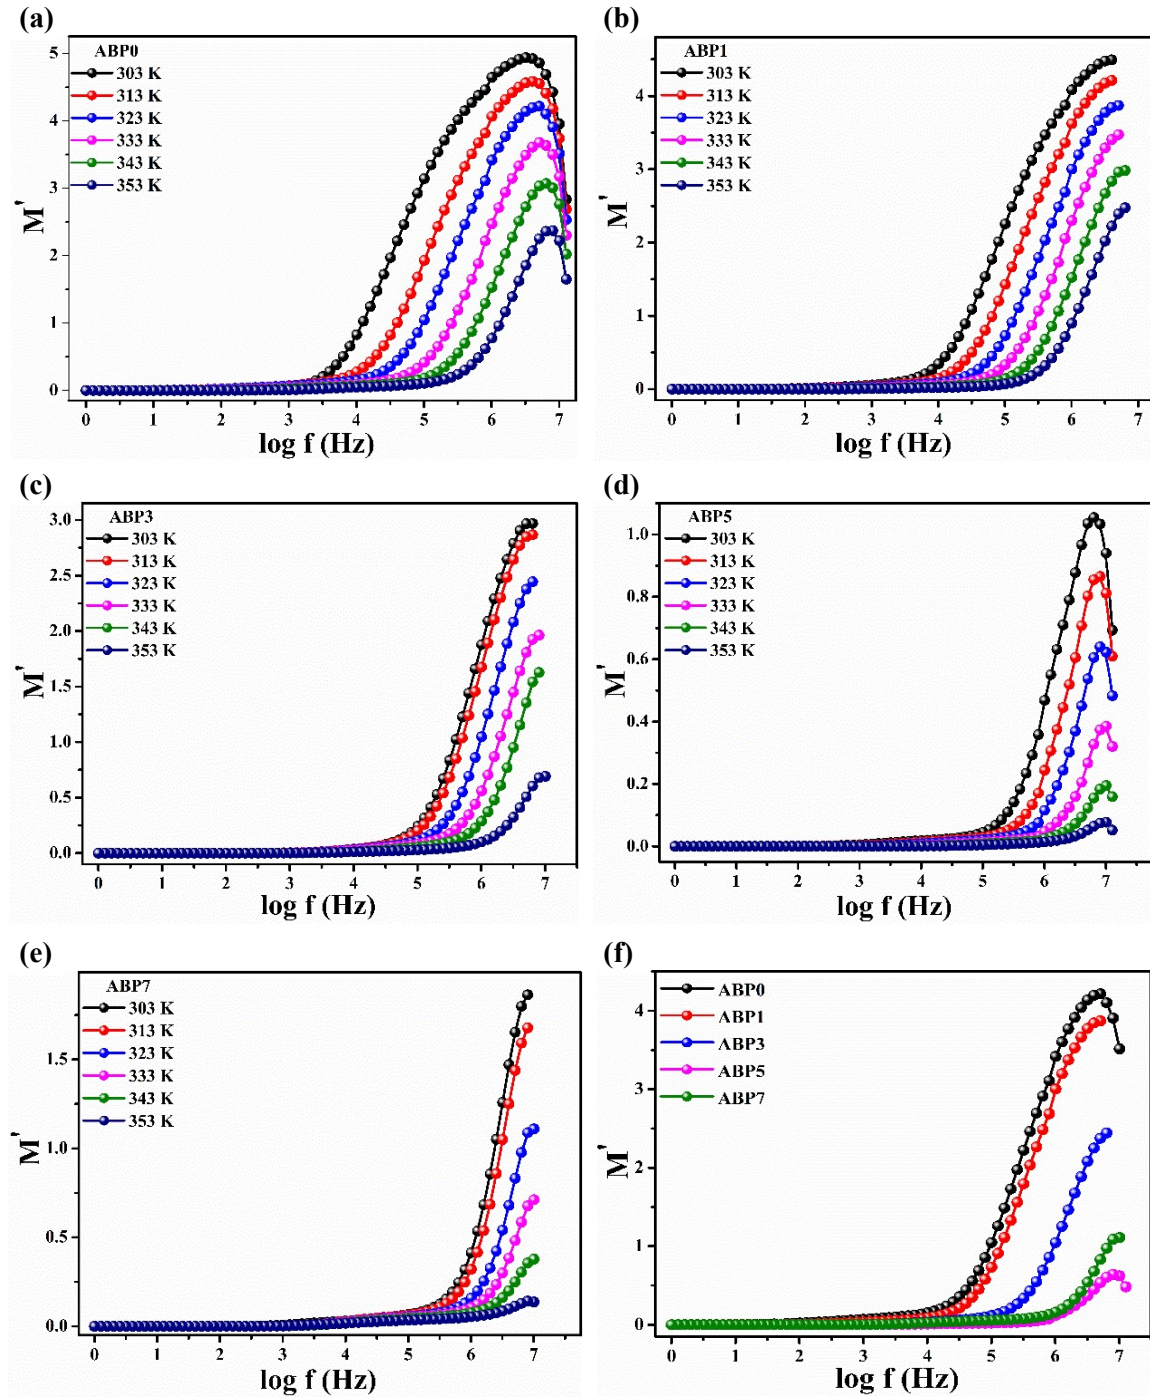 (a)
ABP0
303 K
313 K
323 K
333 K
343 K
353 K
5
4
3
2
1
0
M'
0 1 2 3 4 5 6 7
log f (Hz)
(b)
ABP1
303 K
313 K
323 K
333 K
343 K
353 K
5
4
3
2
1
0
M'
0 1 2 3 4 5 6 7
log f (Hz)
(c)
ABP3
303 K
313 K
323 K
333 K
343 K
353 K
3.0
2.5
2.0
1.5
1.0
0.5
0.0
M'
0 1 2 3 4 5 6 7
log f (Hz)
(d)
ABP5
303 K
313 K
323 K
333 K
343 K
353 K
1.0
0.8
0.6
0.4
0.2
0.0
M'
0 1 2 3 4 5 6 7
log f (Hz)
(e)
ABP7
303 K
313 K
323 K
333 K
343 K
353 K
1.5
1.0
0.5
0.0
M'
0 1 2 3 4 5 6 7
log f (Hz)
(f)
ABP0
ABP1
ABP3
ABP5
ABP7
4
3
2
1
0
M'
0 1 2 3 4 5 6 7
log f (Hz)